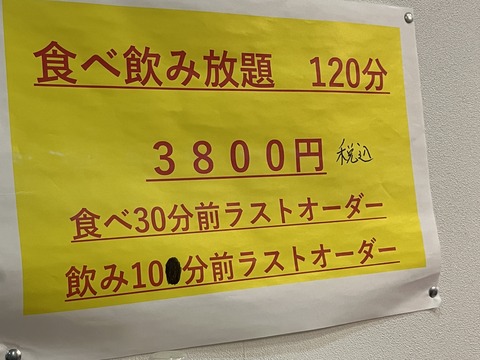 食べ飲み放題 120分
3800円 税込
食べ30分前ラストオーダー
飲み10分前ラストオーダー